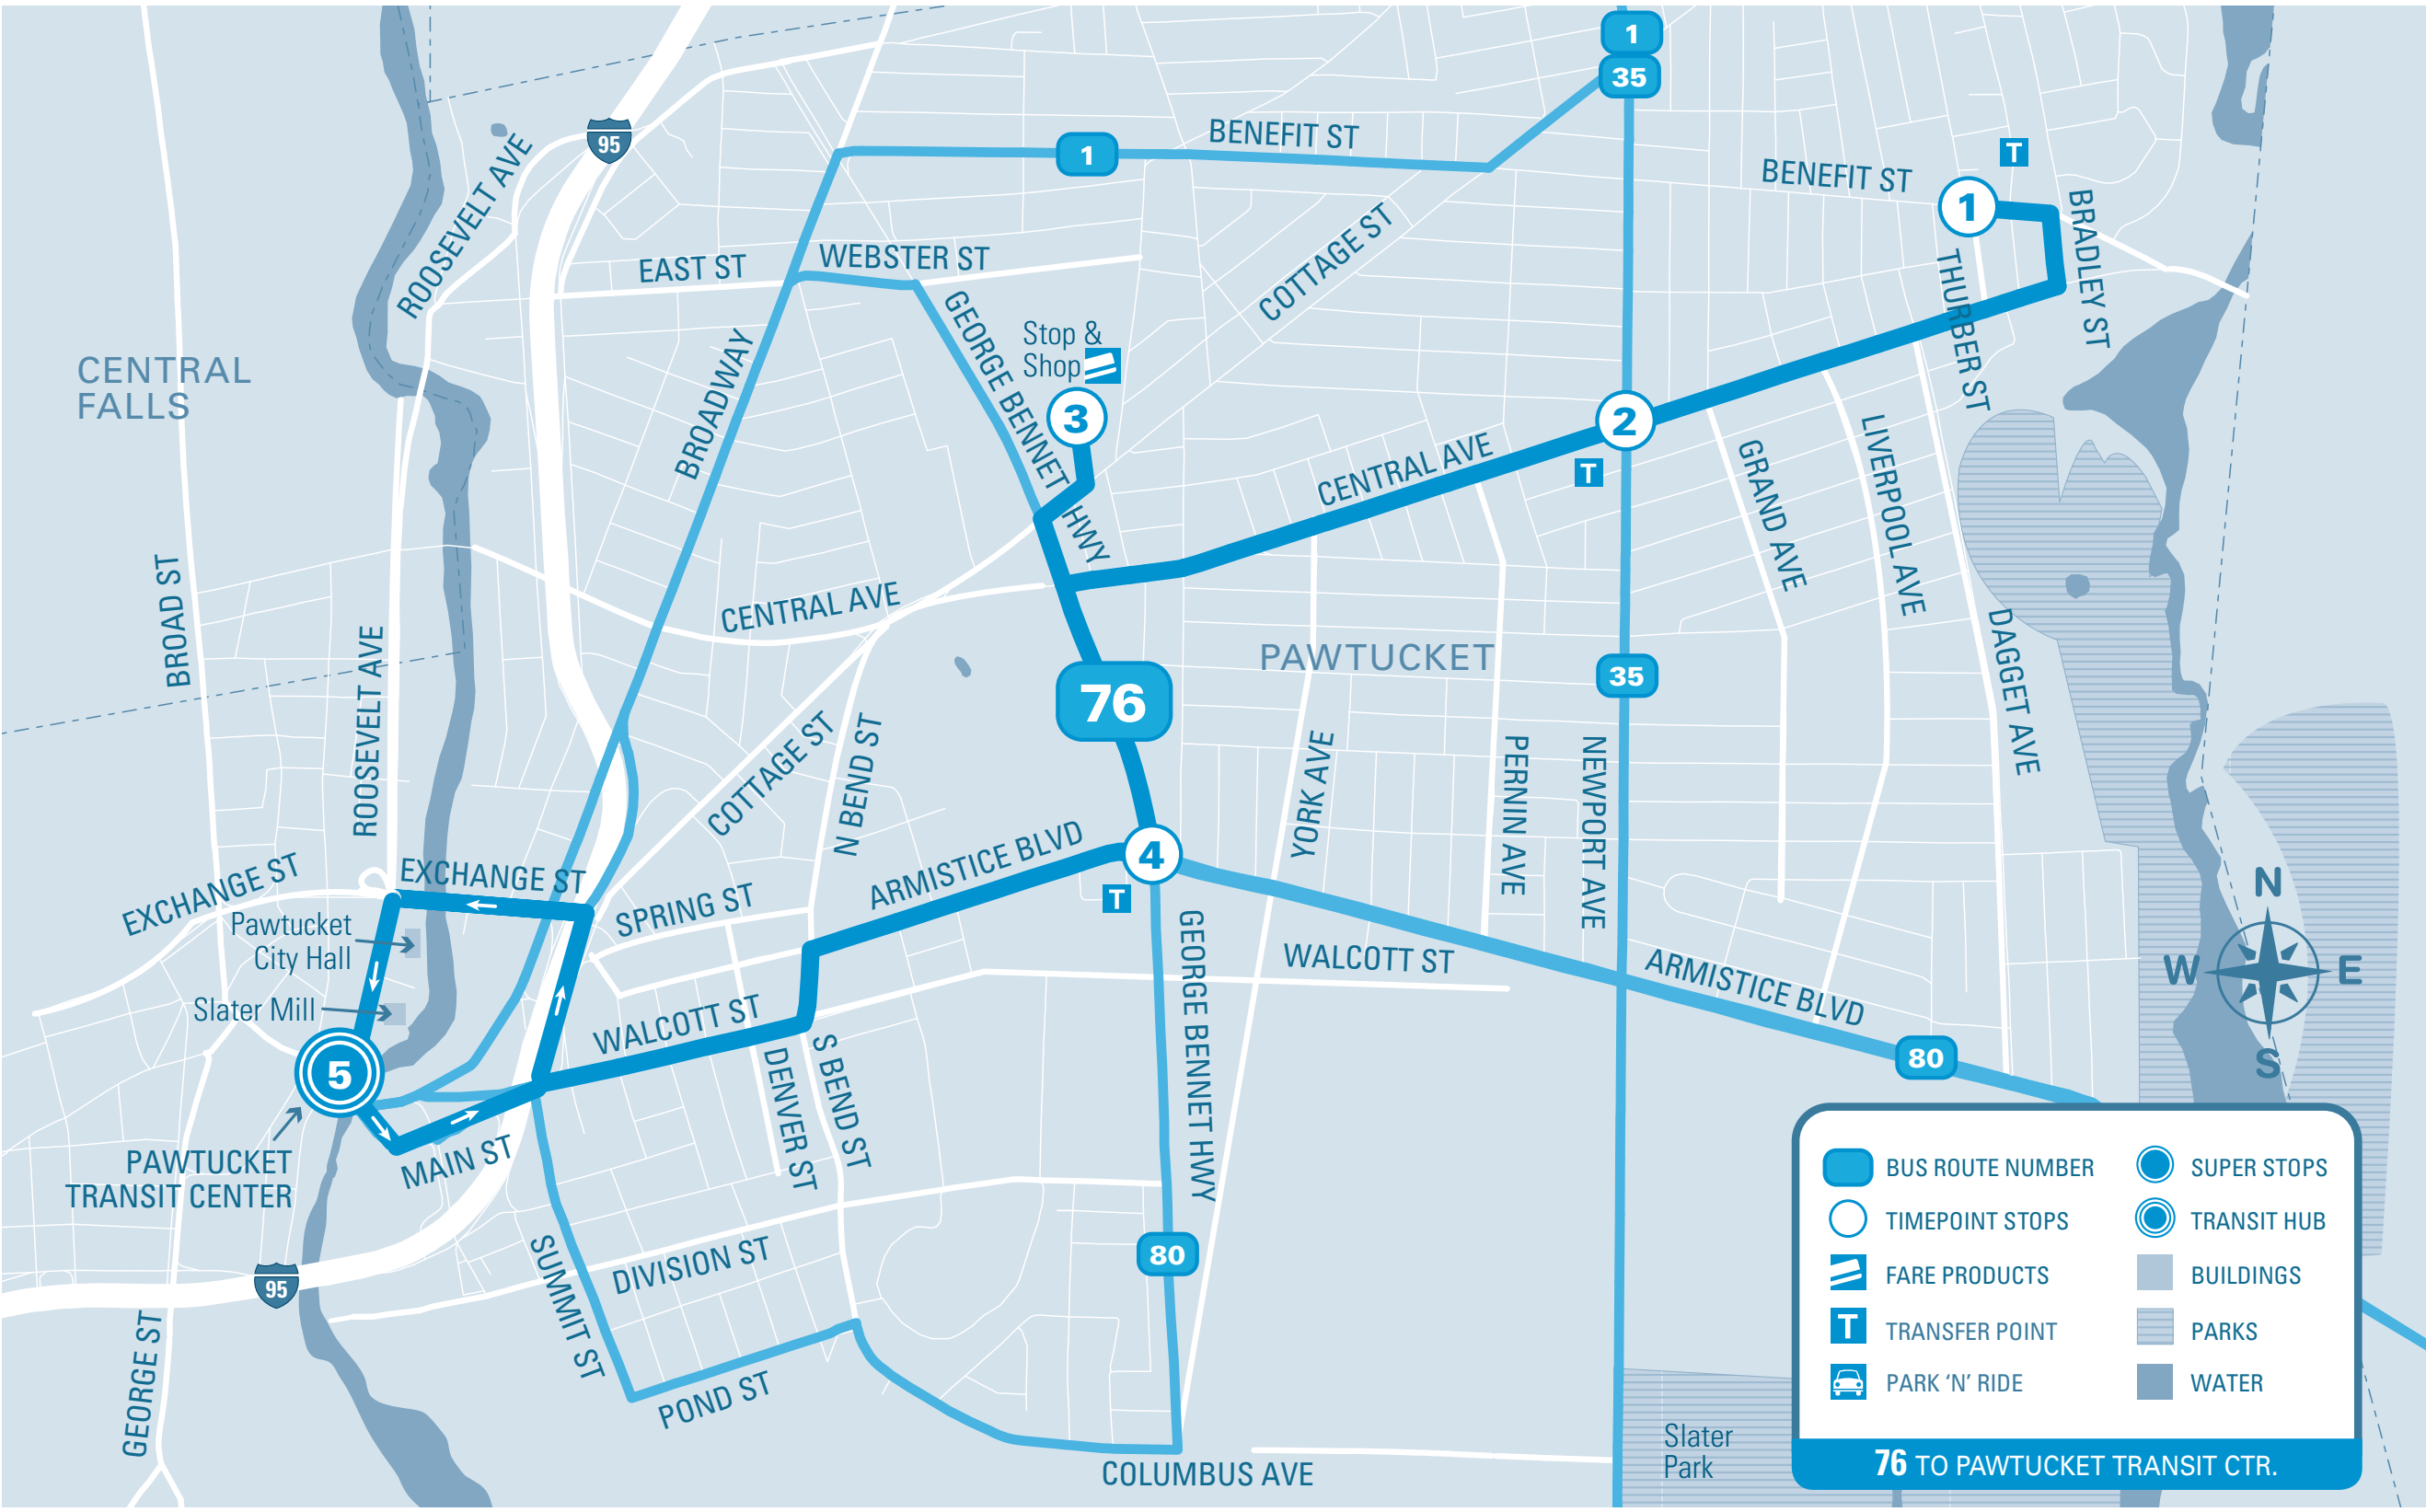 1
35
95
1
BENEFIT ST
BENEFIT ST
T
1
ROOSEVELT AVE
BRADLEY ST
EAST ST
WEBSTER ST
COTTAGE ST
THURBER ST
GEORGE BENNET HWY
Stop &
Shop
3
BROADWAY
CENTRAL
FALLS
2
T
CENTRAL AVE
GRAND AVE
LIVERPOOL AVE
BROAD ST
CENTRAL AVE
ROOSEVELT AVE
PAWTUCKET
76
35
DAGGET AVE
COTTAGE ST
N BEND ST
YORK AVE
PERNIN AVE
NEWPORT AVE
EXCHANGE ST
EXCHANGE ST
ARMISTICE BLVD
4
T
SPRING ST
Pawtucket
City Hall
Slater Mill
WALCOTT ST
WALCOTT ST
GEORGE BENNET HWY
ARMISTICE BLVD
80
N
W
E
S
5
DENVER ST
S BEND ST
MAIN ST
PAWTUCKET
TRANSIT CENTER
95
SUMMIT ST
DIVISION ST
80
GEORGE ST
POND ST
COLUMBUS AVE
Slater
Park
BUS ROUTE NUMBER
SUPER STOPS
TIMEPOINT STOPS
TRANSIT HUB
FARE PRODUCTS
BUILDINGS
T
TRANSFER POINT
PARKS
PARK ‘N’ RIDE
WATER
76 TO PAWTUCKET TRANSIT CTR.